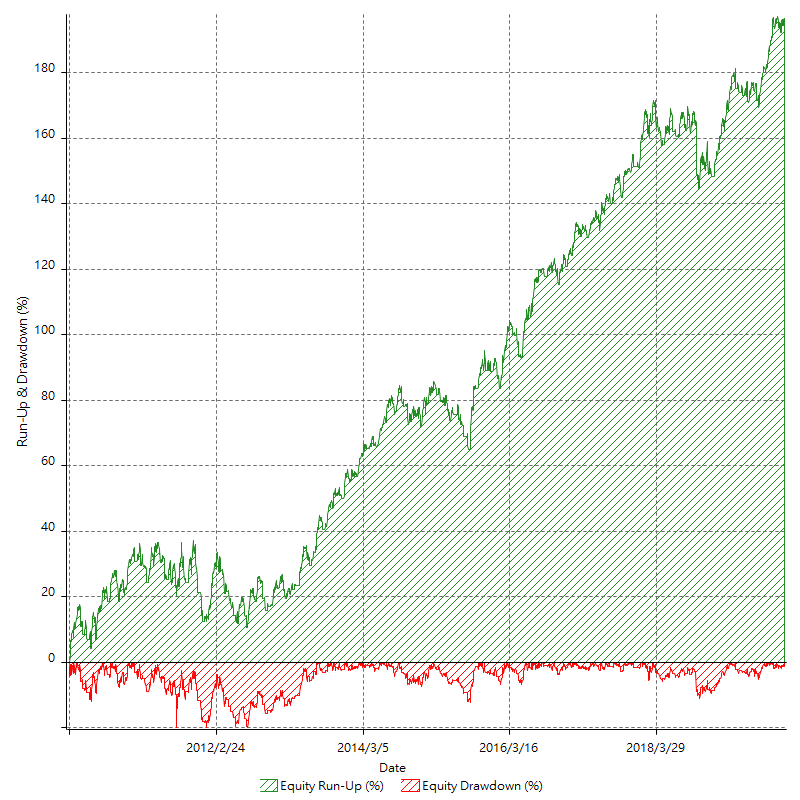 180
160
140
120
100
80
60
40
20
0
Run-Up & Drawdown (%)
2012/2/24 2014/3/5 2016/3/16 2018/3/29
Date
Equity Run-Up (%) Equity Drawdown (%)